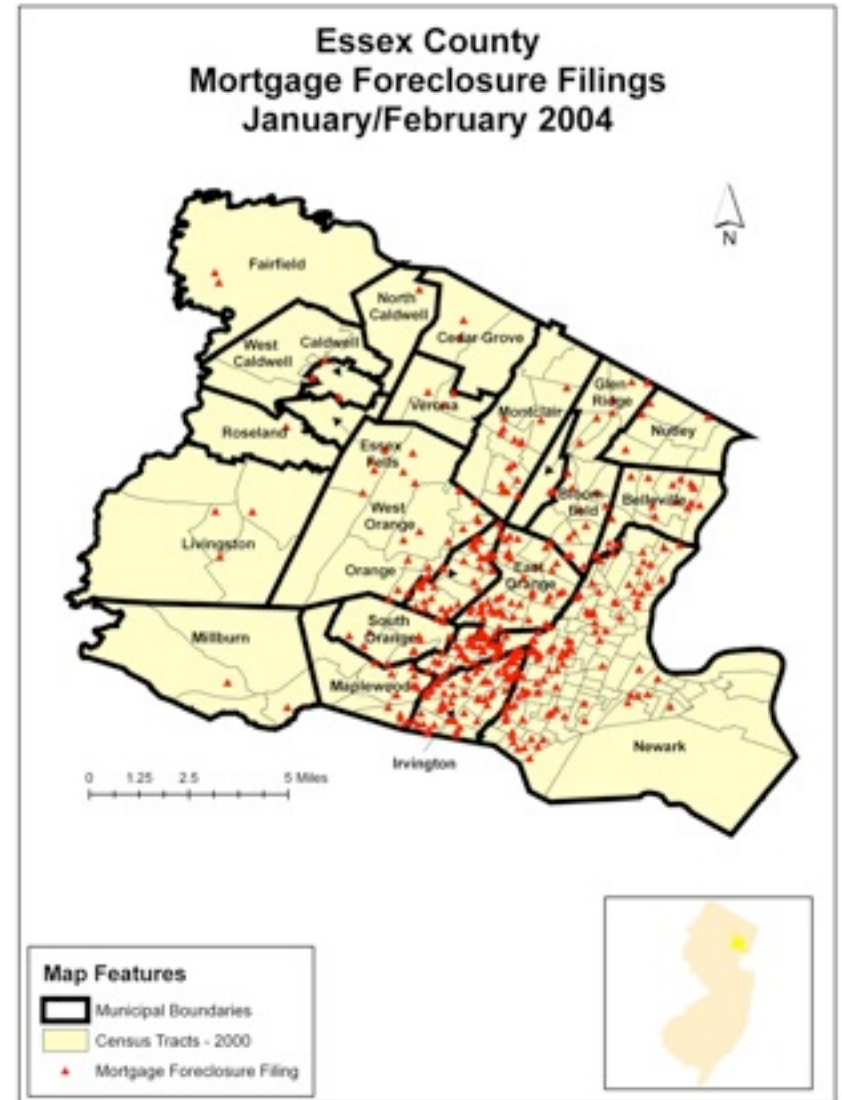 Essex County
Mortgage Foreclosure Filings
January/February 2004
N
Fairfield
North
Caldwell
West
Caldwell
Caldwell
Cedar Grove
Verona
Montclair
Glen
Ridge
Nutley
Roseland
Essex
Fells
West
Orange
Bloom-
field
Belleville
Livingston
Orange
East
Orange
South
Orange
Millburn
Maplewood
Irvington
Newark
0 1.25 2.5 5 Miles
Map Features
Municipal Boundaries
Census Tracts - 2000
Mortgage Foreclosure Filing